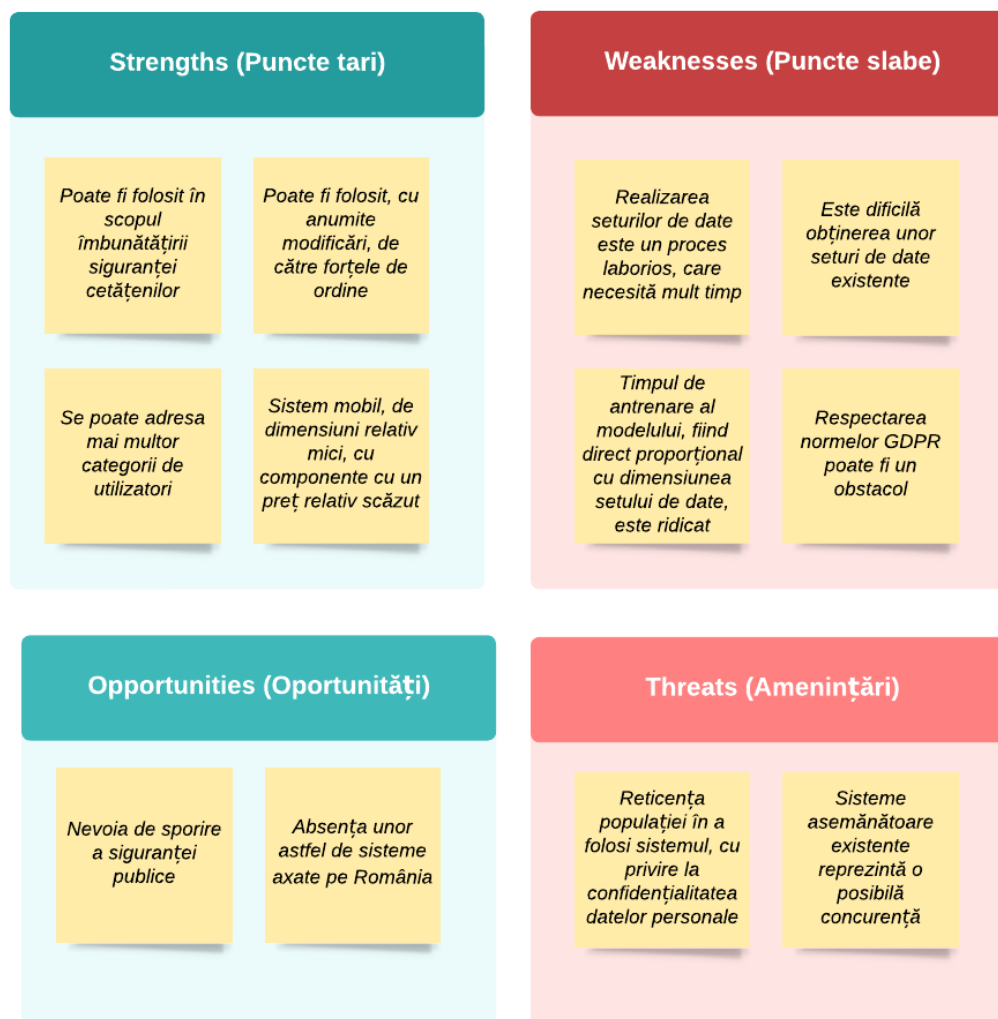 Strengths (Puncte tari)
Poate fi folosit în
scopul
îmbunătățirii
siguranței
cetățenilor
Poate fi folosit, cu
anumite
modificări, de
către forțele de
ordine
Se poate adresa
mai multor
categorii de
utilizatori
Sistem mobil, de
dimensiuni relativ
mici, cu
componente cu un
preț relativ scăzut
Weaknesses (Puncte slabe)
Realizarea
seturilor de date
este un proces
laborios, care
necesită mult timp
Este dificilă
obținerea unor
seturi de date
existente
Timpul de
antrenare al
modelului, fiind
direct proporțional
cu dimensiunea
setului de date,
este ridicat
Respectarea
normelor GDPR
poate fi un
obstacol
Opportunities (Oportunități)
Nevoia de sporire
a siguranței
publice
Absența unor
astfel de sisteme
axate pe România
Threats (Amenințări)
Reticența
populației în a
folosi sistemul, cu
privire la
confidențialitatea
datelor personale
Sisteme
asemănătoare
existente
reprezintă o
posibilă
concurență